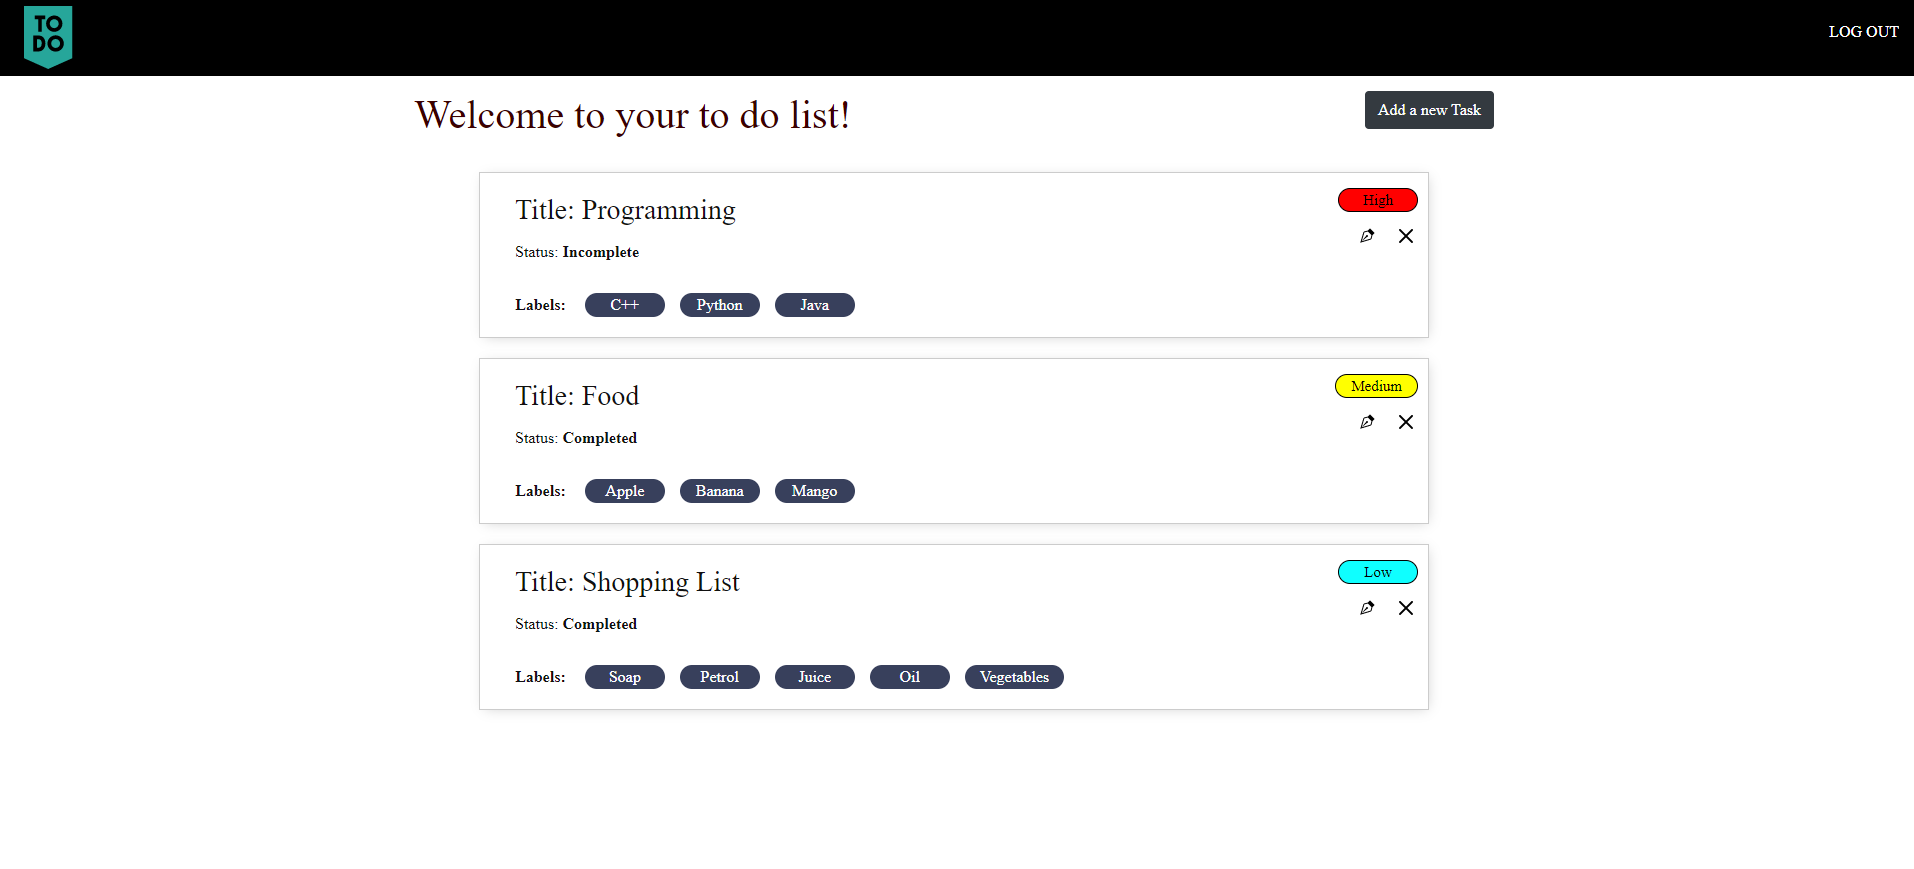 TO
DO
LOG OUT
Welcome to your to do list!
Add a new Task
Title: Programming
High
Status: Incomplete
Labels: C++ Python Java
Title: Food
Medium
Status: Completed
Labels: Apple Banana Mango
Title: Shopping List
Low
Status: Completed
Labels: Soap Petrol Juice Oil Vegetables